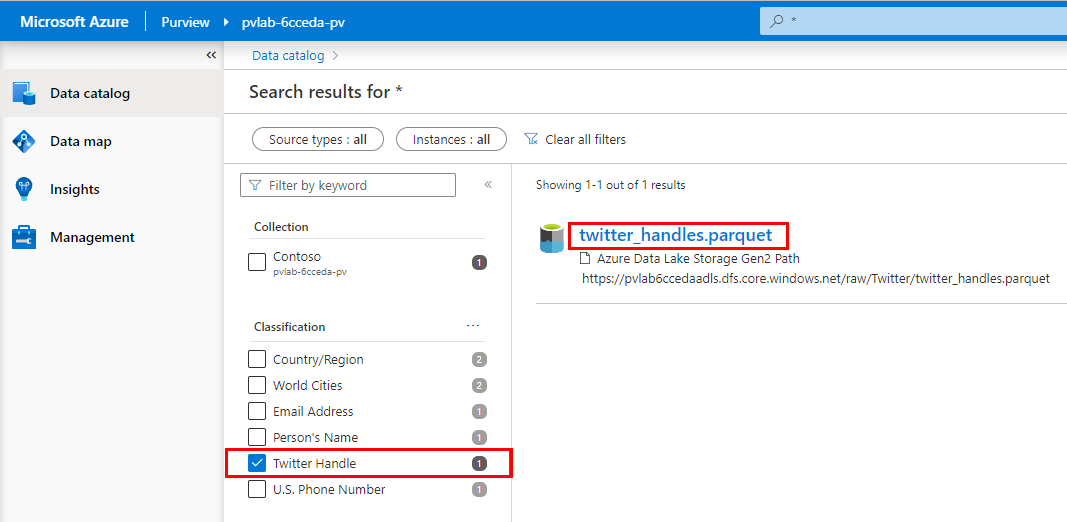 Microsoft Azure
Purview
pvlab-6cceda-pv
*
Data catalog
Data map
Insights
Management
Data catalog
Search results for *
Source types : all
Instances : all
Clear all filters
Filter by keyword
Collection
Contoso 1
pvlab-6cceda-pv
Classification ...
Country/Region 2
World Cities 2
Email Address 1
Person's Name 1
Twitter Handle 1
U.S. Phone Number 1
Showing 1-1 out of 1 results
twitter_handles.parquet
Azure Data Lake Storage Gen2 Path
https://pvlab6ccedaadls.dfs.core.windows.net/raw/Twitter/twitter_handles.parquet